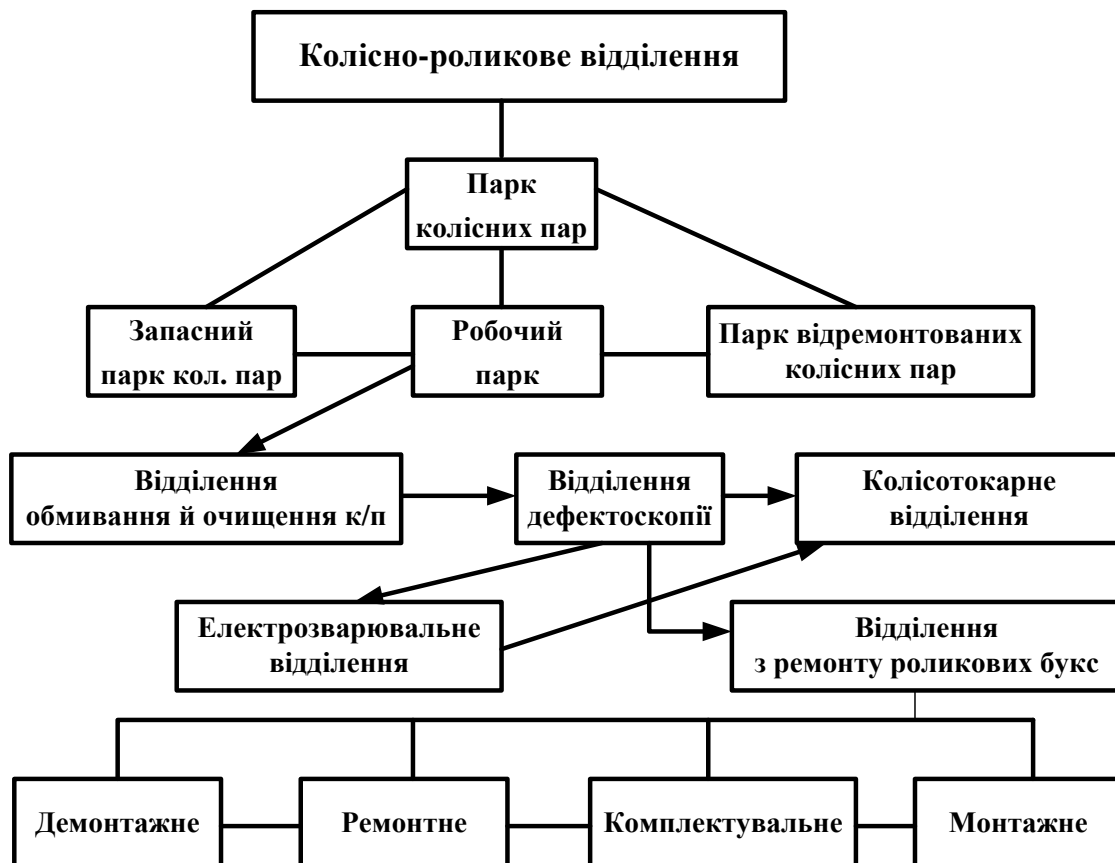 Колісно-роликове відділення
Парк
колісних пар
Запасний
парк кол. пар
Робочий
парк
Парк відремонтованих
колісних пар
Відділення
обмивання й очищення к/п
Відділення
дефектоскопії
Колісотокарне
відділення
Електрозварювальне
відділення
Відділення
з ремонту роликових букс
Демонтажне
Ремонтне
Комплектувальне
Монтажне